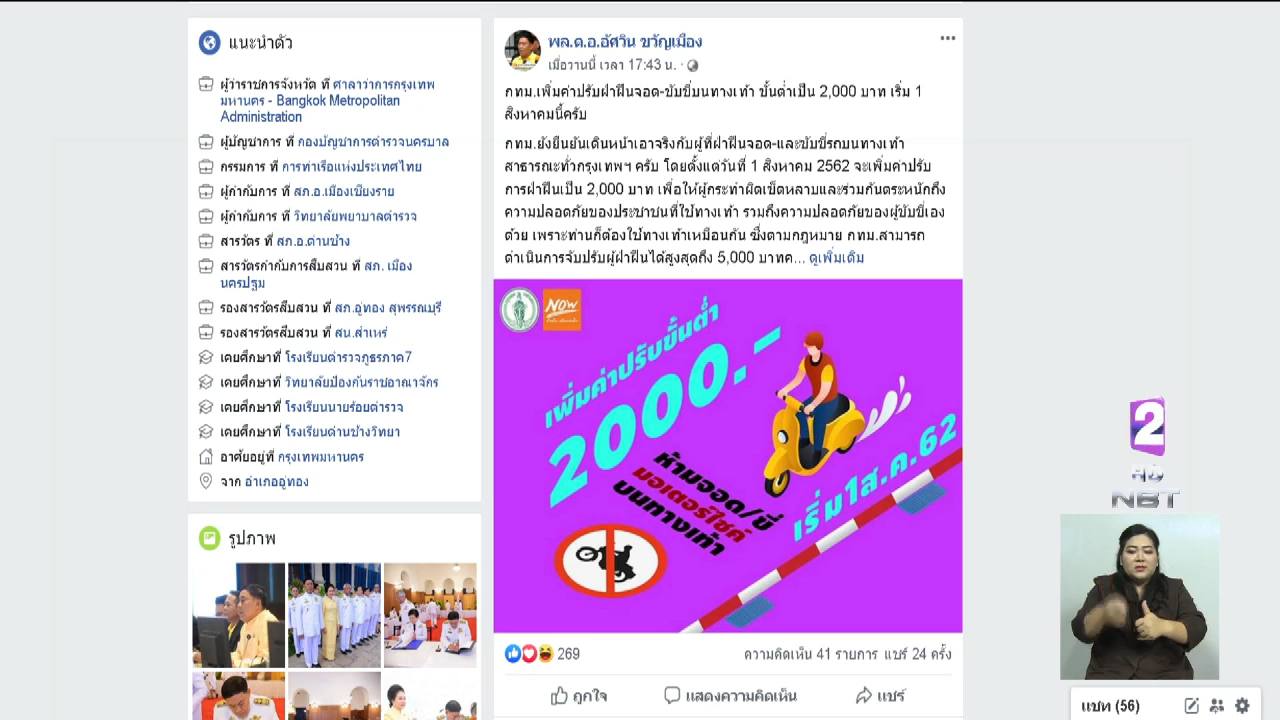 แนะนำตัว
ผู้ว่าราชการจังหวัด ที่ ศาลาว่าการกรุงเทพ
มหานคร - Bangkok Metropolitan
Administration
ผู้บัญชาการ ที่ กองบัญชาการตำรวจนครบาล
กรรมการ ที่ การท่าเรือแห่งประเทศไทย
ผู้กำกับการ ที่ สภ.อ.เมืองเชียงราย
ผู้กำกับการ ที่ วิทยาลัยพยาบาลตำรวจ
สารวัตร ที่ สภ.อ.ด่านช้าง
สารวัตรกำกับการสืบสวน ที่ สภ. เมือง
นครปฐม
รองสารวัตรสืบสวน ที่ สภ.อู่ทอง สุพรรณบุรี
รองสารวัตรสืบสวน ที่ สน.สำเหร่
เคยศึกษาที่ โรงเรียนตำรวจภูธรภาค7
เคยศึกษาที่ วิทยาลัยป้องกันราชอาณาจักร
เคยศึกษาที่ โรงเรียนนายร้อยตำรวจ
เคยศึกษาที่ โรงเรียนด่านช้างวิทยา
อาศัยอยู่ที่ กรุงเทพมหานคร
จาก อำเภออู่ทอง
รูปภาพ
พล.ต.อ.อัศวิน ขวัญเมือง
เมื่อวานนี้ เวลา 17:43 น. ·
กทม.เพิ่มค่าปรับฝ่าฝืนจอด-ขับขี่บนทางเท้า ขั้นต่ำเป็น 2,000 บาท เริ่ม 1
สิงหาคมนี้ครับ
กทม.ยังยืนยันเดินหน้าเอาจริงกับผู้ที่ฝ่าฝืนจอด-และขับขี่รถบนทางเท้า
สาธารณะทั่วกรุงเทพฯ ครับ โดยตั้งแต่วันที่ 1 สิงหาคม 2562 จะเพิ่มค่าปรับ
การฝ่าฝืนเป็น 2,000 บาท เพื่อให้ผู้กระทำผิดเข็ดหลาบและร่วมกันตระหนักถึง
ความปลอดภัยของประชาชนที่ใช้ทางเท้า รวมถึงความปลอดภัยของผู้ขับขี่เอง
ด้วย เพราะท่านก็ต้องใช้ทางเท้าเหมือนกัน ซึ่งตามกฎหมาย กทม.สามารถ
ดำเนินการจับปรับผู้ฝ่าฝืนได้สูงสุดถึง 5,000 บาทค... ดูเพิ่มเติม
NOW
เพิ่มค่าปรับขั้นต่ำ
2000.-
ห้ามจอด/ขี่
มอเตอร์ไซค์
บนทางเท้า
เริ่ม1ส.ค.62
269
ความคิดเห็น 41 รายการ แชร์ 24 ครั้ง
ถูกใจ
แสดงความคิดเห็น
แชร์
2
HD
NBT
แชท (56)